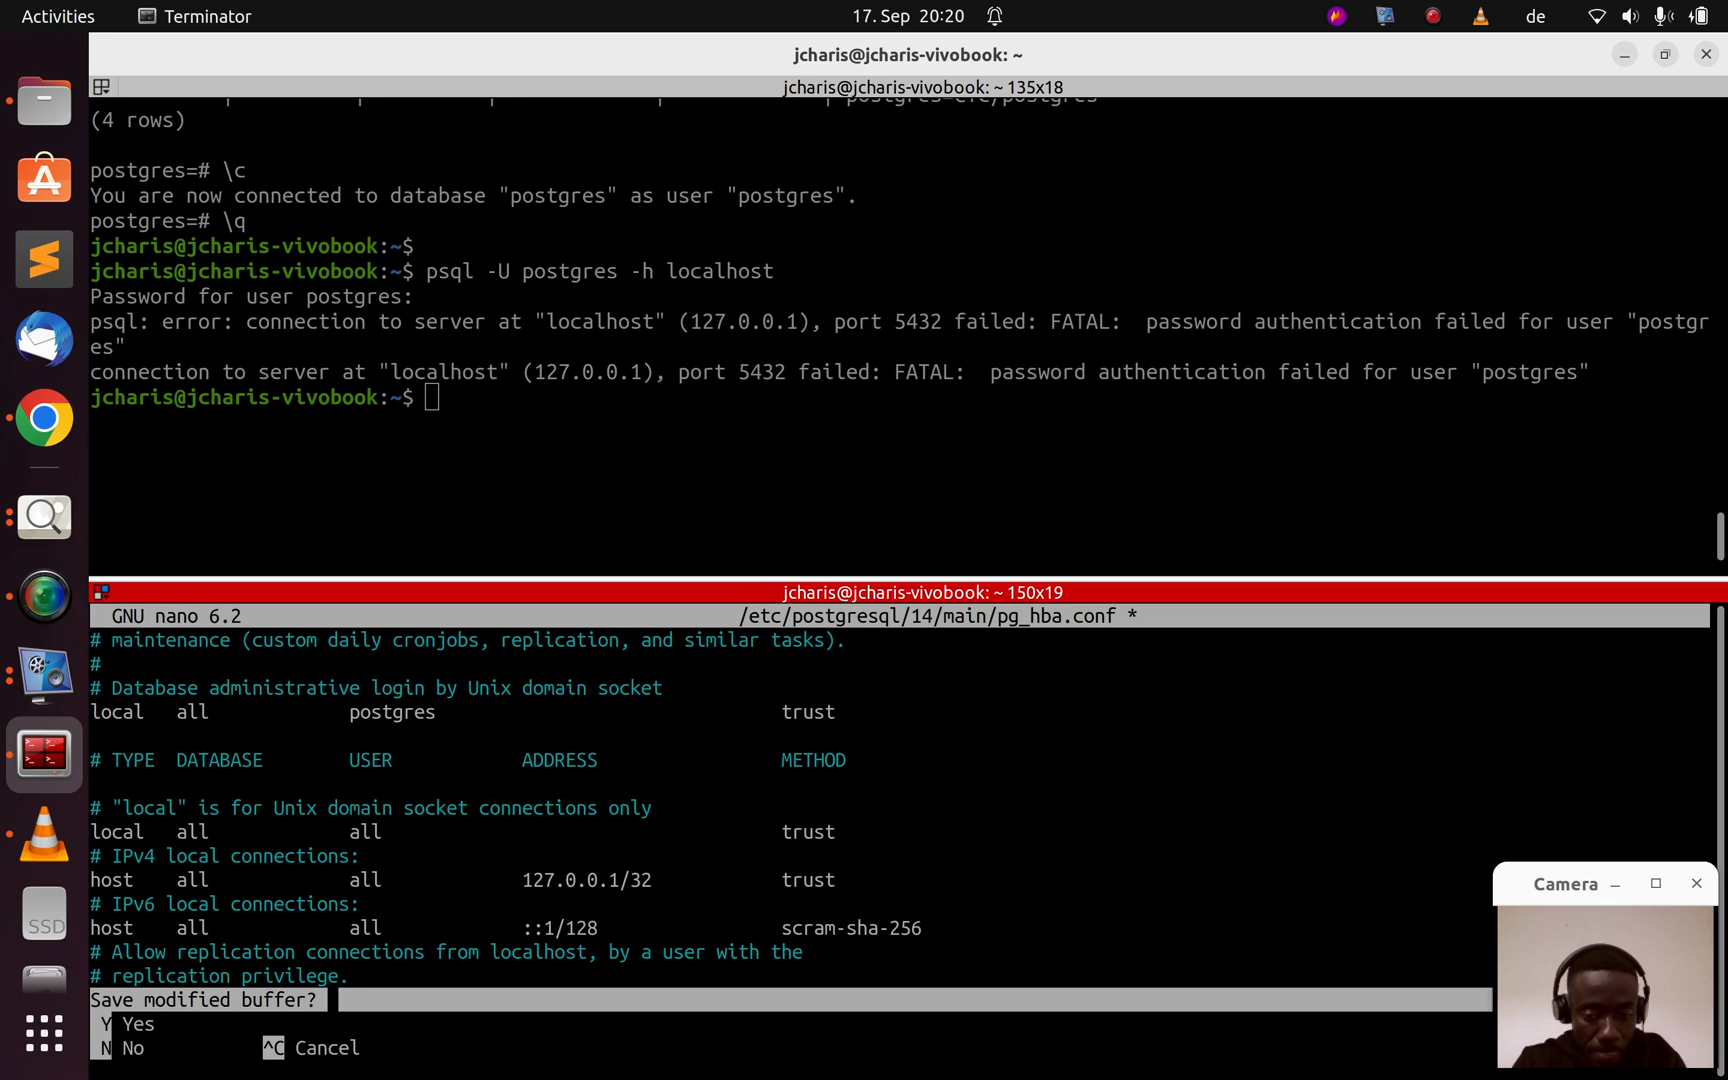 Activities
Terminator
17. Sep 20:20
de
jcharis@jcharis-vivobook: ~
jcharis@jcharis-vivobook: ~ 135x18
| | | | | postgres=CTc/postgres
(4 rows)
postgres=# \c
You are now connected to database "postgres" as user "postgres".
postgres=# \q
jcharis@jcharis-vivobook:~$
jcharis@jcharis-vivobook:~$ psql -U postgres -h localhost
Password for user postgres:
psql: error: connection to server at "localhost" (127.0.0.1), port 5432 failed: FATAL:  password authentication failed for user "postgr
es"
connection to server at "localhost" (127.0.0.1), port 5432 failed: FATAL:  password authentication failed for user "postgres"
jcharis@jcharis-vivobook:~$
jcharis@jcharis-vivobook: ~ 150x19
GNU nano 6.2 /etc/postgresql/14/main/pg_hba.conf *
# maintenance (custom daily cronjobs, replication, and similar tasks).
#
# Database administrative login by Unix domain socket
local all postgres trust
# TYPE DATABASE USER ADDRESS METHOD
# "local" is for Unix domain socket connections only
local all all trust
# IPv4 local connections:
host all all 127.0.0.1/32 trust
# IPv6 local connections:
host all all ::1/128 scram-sha-256
# Allow replication connections from localhost, by a user with the
# replication privilege.
Save modified buffer?
Y Yes
N No ^C Cancel
Camera
SSD